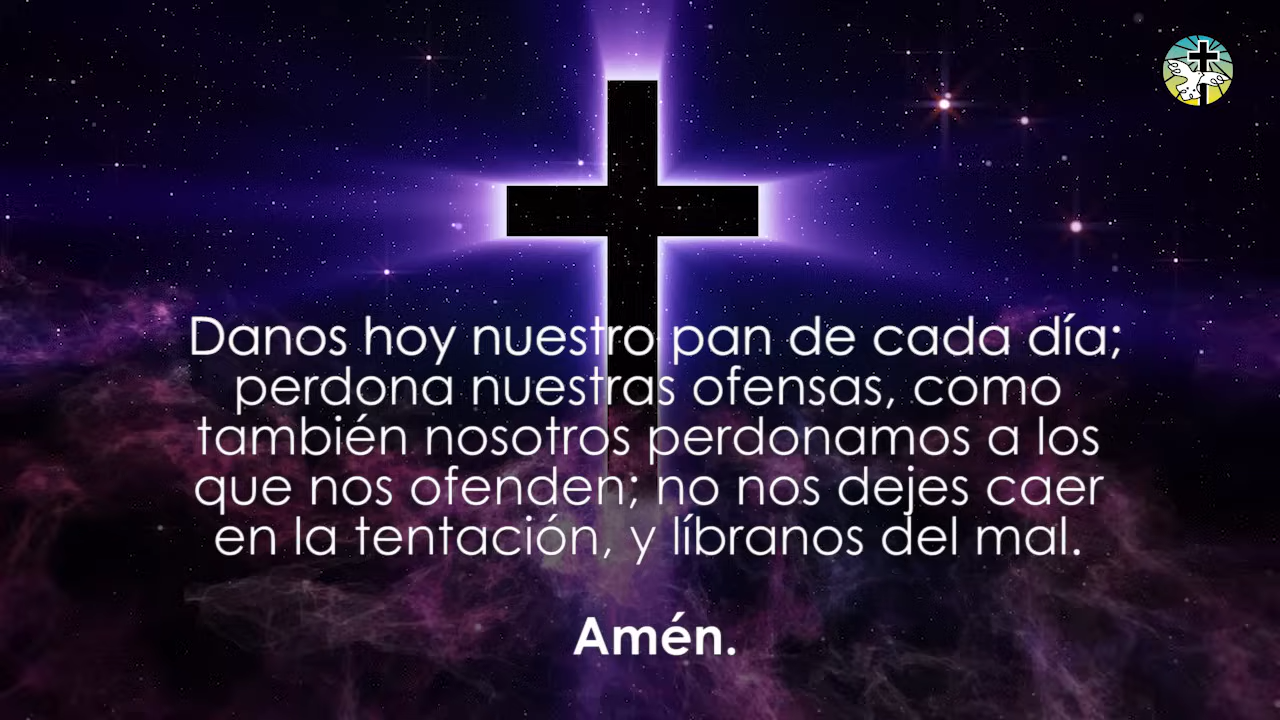 Danos hoy nuestro pan de cada día;
perdona nuestras ofensas, como
también nosotros perdonamos a los
que nos ofenden; no nos dejes caer
en la tentación, y líbranos del mal.
Amén.